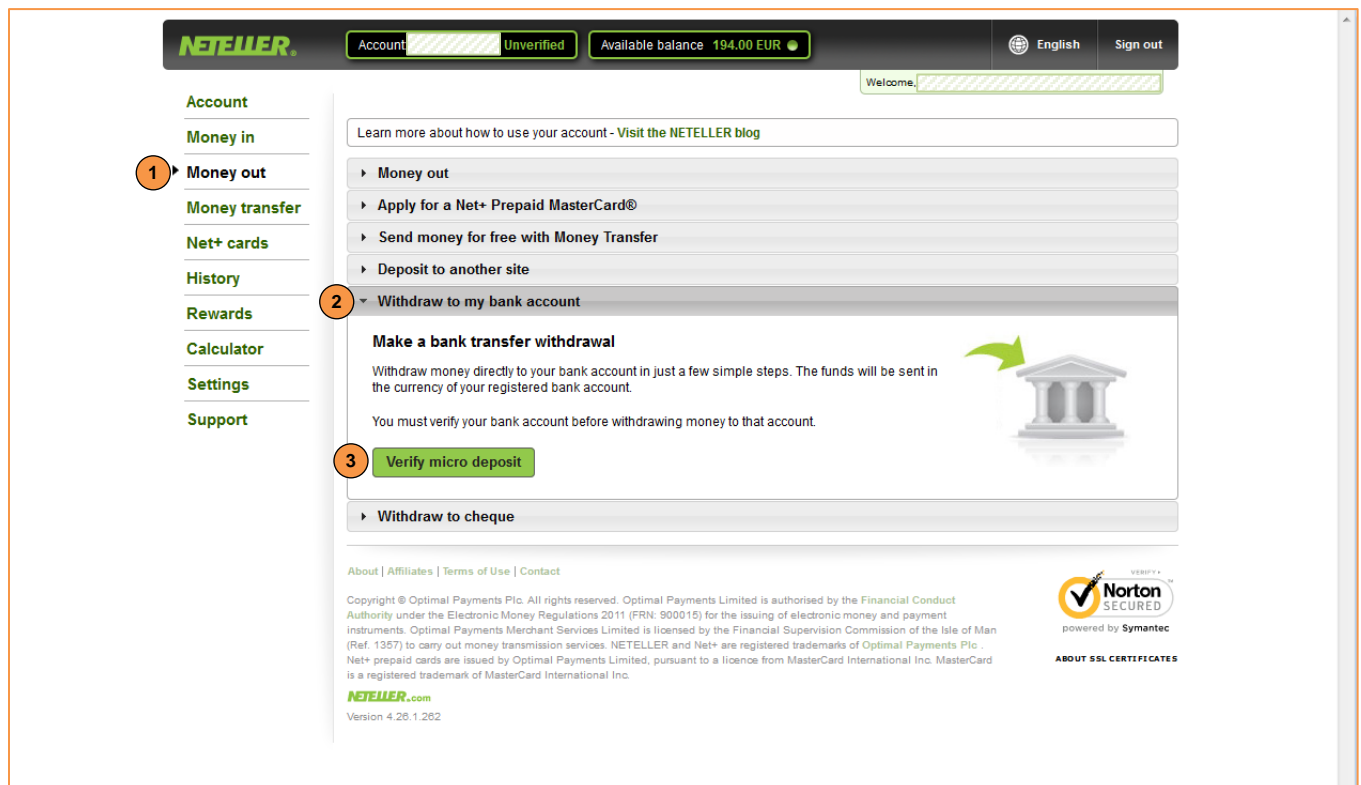 NETELLER.
Account Unverified
Available balance 194.00 EUR
English
Sign out
Welcome,
Account
Money in
1
Money out
Money transfer
Net+ cards
History
Rewards
Calculator
Settings
Support
Learn more about how to use your account - Visit the NETELLER blog
Money out
Apply for a Net+ Prepaid MasterCard®
Send money for free with Money Transfer
Deposit to another site
2
Withdraw to my bank account
Make a bank transfer withdrawal
Withdraw money directly to your bank account in just a few simple steps. The funds will be sent in
the currency of your registered bank account.
You must verify your bank account before withdrawing money to that account.
3
Verify micro deposit
Withdraw to cheque
About | Affiliates | Terms of Use | Contact
Copyright © Optimal Payments Plc. All rights reserved. Optimal Payments Limited is authorised by the Financial Conduct
Authority under the Electronic Money Regulations 2011 (FRN: 900015) for the issuing of electronic money and payment
instruments. Optimal Payments Merchant Services Limited is licensed by the Financial Supervision Commission of the Isle of Man
(Ref. 1357) to carry out money transmission services. NETELLER and Net+ are registered trademarks of Optimal Payments Plc .
Net+ prepaid cards are issued by Optimal Payments Limited, pursuant to a licence from MasterCard International Inc. MasterCard
is a registered trademark of MasterCard International Inc.
NETELLER.com
Version 4.26.1.262
VERIFY
Norton
SECURED
powered by Symantec
ABOUT SSL CERTIFICATES